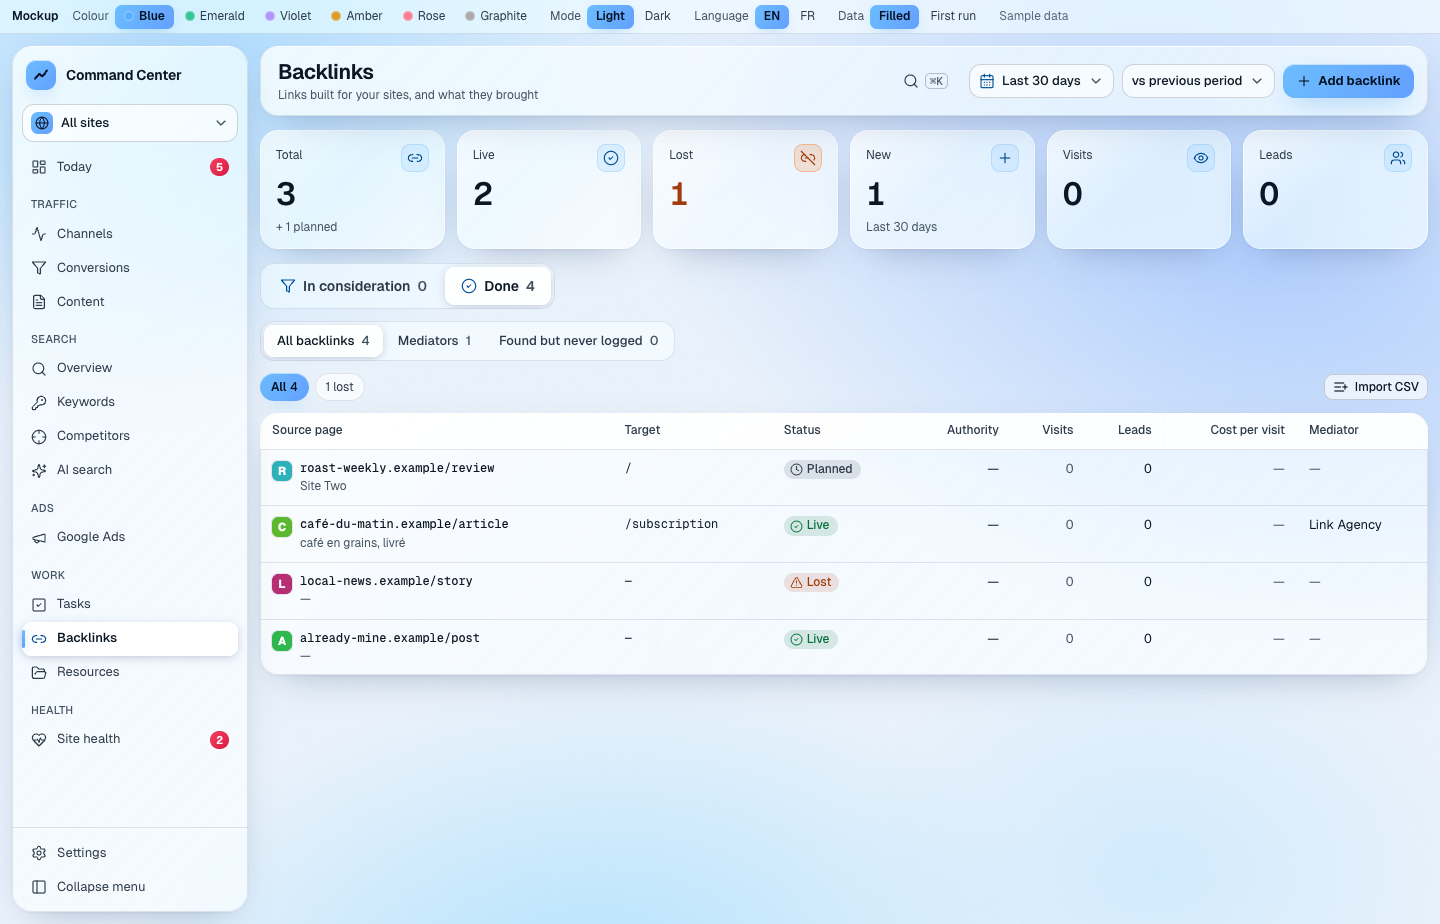 Mockup Colour Blue Emerald Violet Amber Rose Graphite Mode Light Dark Language EN FR Data Filled First run Sample data
Command Center
All sites
Today 5
TRAFFIC
Channels
Conversions
Content
SEARCH
Overview
Keywords
Competitors
AI search
ADS
Google Ads
WORK
Tasks
Backlinks
Resources
HEALTH
Site health 2
Settings
Collapse menu
Backlinks
Links built for your sites, and what they brought
⌘K Last 30 days vs previous period Add backlink
Total Live Lost New Visits Leads
3 2 1 1 0 0
+ 1 planned Last 30 days
In consideration 0 Done 4
All backlinks 4 Mediators 1 Found but never logged 0
All 4 1 lost Import CSV
Source page Target Status Authority Visits Leads Cost per visit Mediator
R roast-weekly.example/review / Planned — 0 0 — —
Site Two
C café-du-matin.example/article /subscription Live — 0 0 — Link Agency
café en grains, livré
L local-news.example/story — Lost — 0 0 — —
—
A already-mine.example/post — Live — 0 0 — —
—